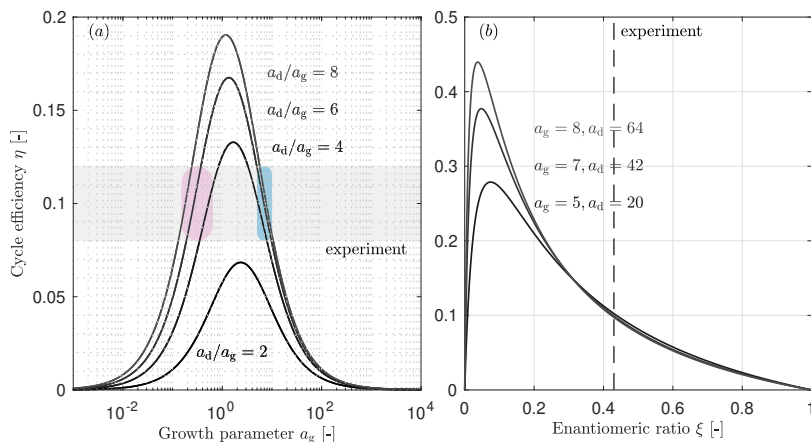 (a)
0.2
0.15
0.1
0.05
0
Cycle efficiency η [-]
a_d/a_g = 8
a_d/a_g = 6
a_d/a_g = 4
experiment
a_d/a_g = 2
10^-2 10^0 10^2 10^4
Growth parameter a_g [-]
(b)
experiment
0.5
0.4
0.3
0.2
0.1
0
a_g = 8, a_d = 64
a_g = 7, a_d = 42
a_g = 5, a_d = 20
0 0.2 0.4 0.6 0.8 1
Enantiomeric ratio ξ [-]